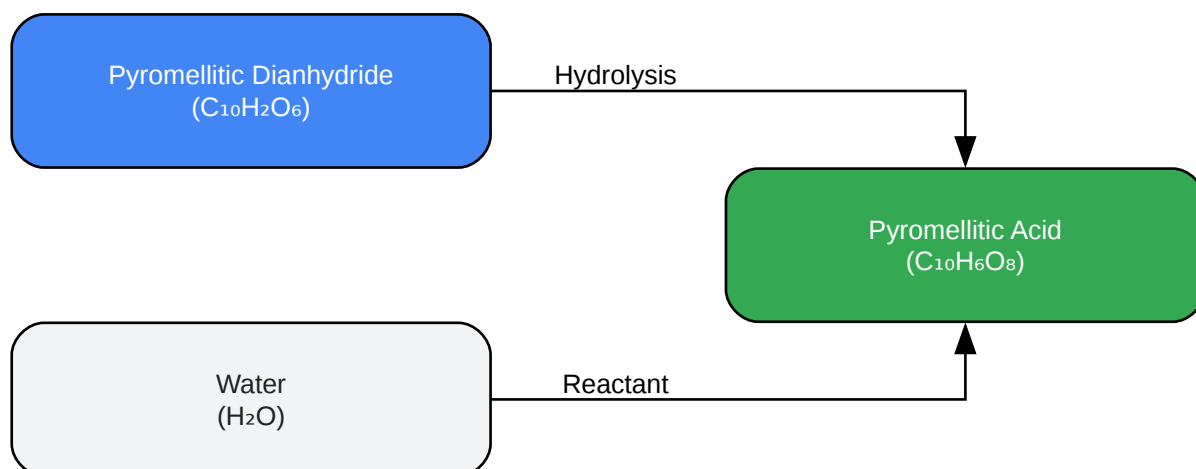 Pyromellitic Dianhydride
(C₁₀H₂O₆)
Hydrolysis
Pyromellitic Acid
(C₁₀H₆O₈)
Water
(H₂O)
Reactant